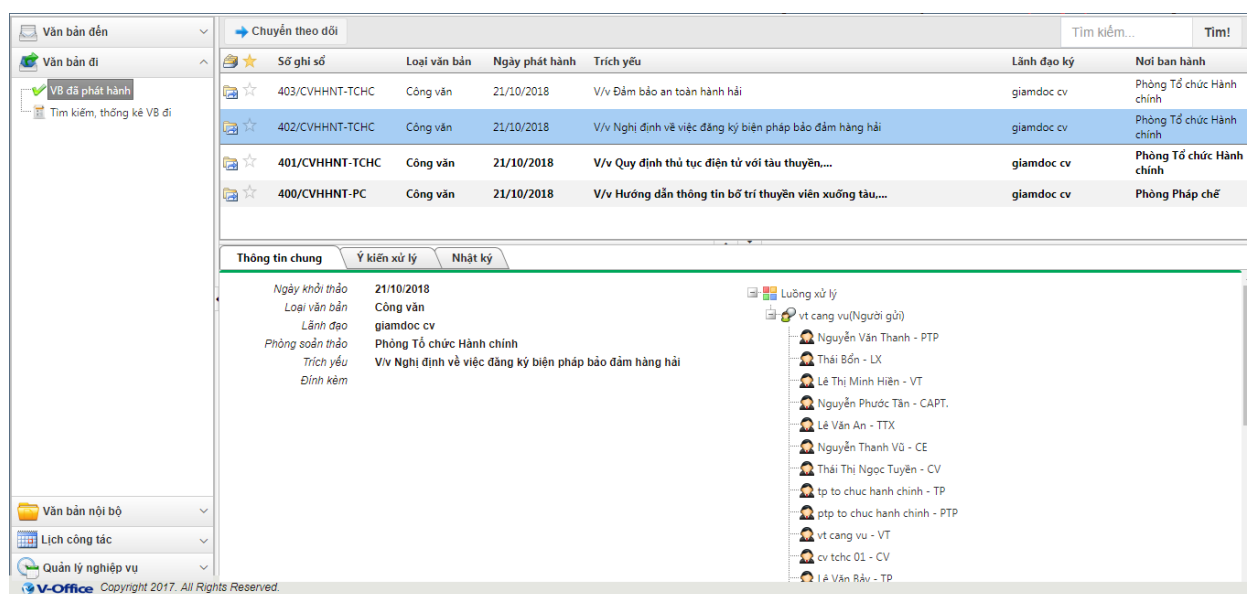 Văn bản đến
Văn bản đi
VB đã phát hành
Tìm kiếm, thống kê VB đi
Văn bản nội bộ
Lịch công tác
Quản lý nghiệp vụ
Chuyển theo dõi
Tìm kiếm... Tìm!
Số ghi sổ Loại văn bản Ngày phát hành Trích yếu Lãnh đạo ký Nơi ban hành
403/CVHHNT-TCHC Công văn 21/10/2018 V/v Đảm bảo an toàn hành hải giamdoc cv Phòng Tổ chức Hành
chính
402/CVHHNT-TCHC Công văn 21/10/2018 V/v Nghị định về việc đăng ký biện pháp bảo đảm hàng hải giamdoc cv Phòng Tổ chức Hành
chính
401/CVHHNT-TCHC Công văn 21/10/2018 V/v Quy định thủ tục điện tử với tàu thuyền,... giamdoc cv Phòng Tổ chức Hành
chính
400/CVHHNT-PC Công văn 21/10/2018 V/v Hướng dẫn thông tin bố trí thuyền viên xuống tàu,... giamdoc cv Phòng Pháp chế
Thông tin chung Ý kiến xử lý Nhật ký
Ngày khởi thảo 21/10/2018
Loại văn bản Công văn
Lãnh đạo giamdoc cv
Phòng soản thảo Phòng Tổ chức Hành chính
Trích yếu V/v Nghị định về việc đăng ký biện pháp bảo đảm hàng hải
Đính kèm
Luồng xử lý
vt cang vu(Người gửi)
Nguyễn Văn Thanh - PTP
Thái Bổn - LX
Lê Thị Minh Hiền - VT
Nguyễn Phước Tân - CAPT.
Lê Văn An - TTX
Nguyễn Thanh Vũ - CE
Thái Thị Ngọc Tuyền - CV
tp to chuc hanh chinh - TP
ptp to chuc hanh chinh - PTP
vt cang vu - VT
cv tchc 01 - CV
Lê Văn Bảy - TP
V-Office Copyright 2017. All Rights Reserved.